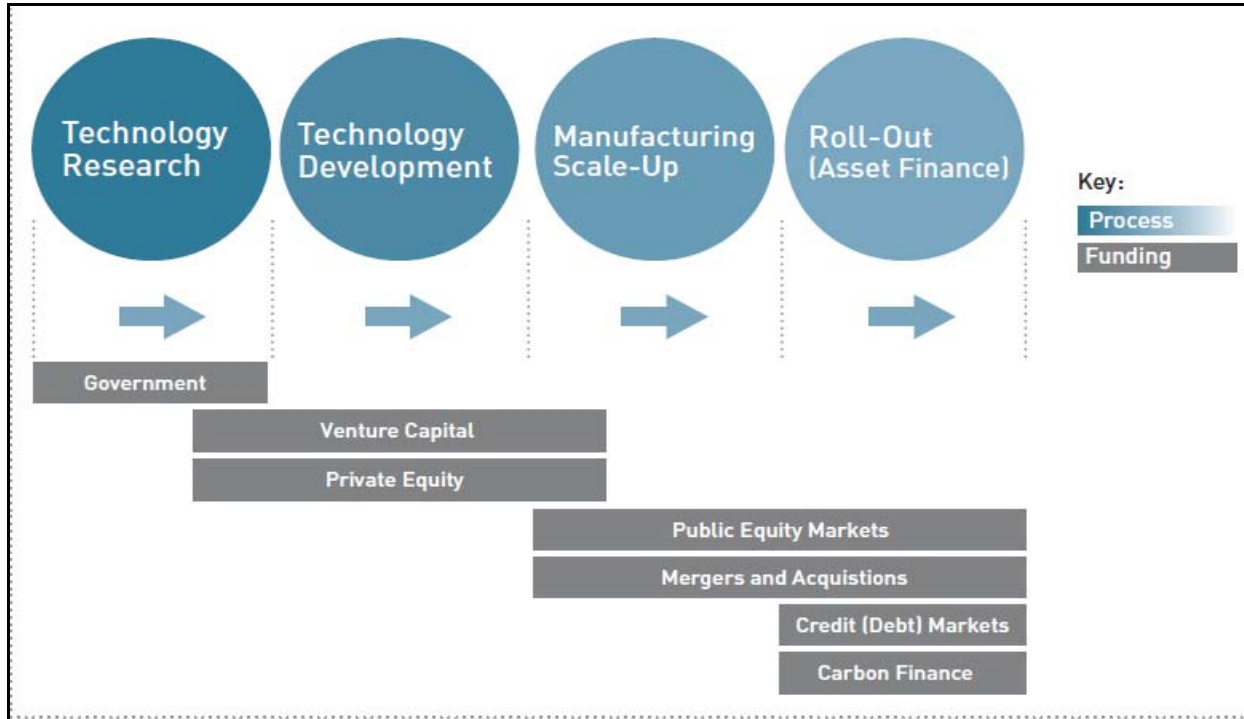 Technology
Research
Technology
Development
Manufacturing
Scale-Up
Roll-Out
(Asset Finance)
Key:
Process
Funding
Government
Venture Capital
Private Equity
Public Equity Markets
Mergers and Acquistions
Credit (Debt) Markets
Carbon Finance